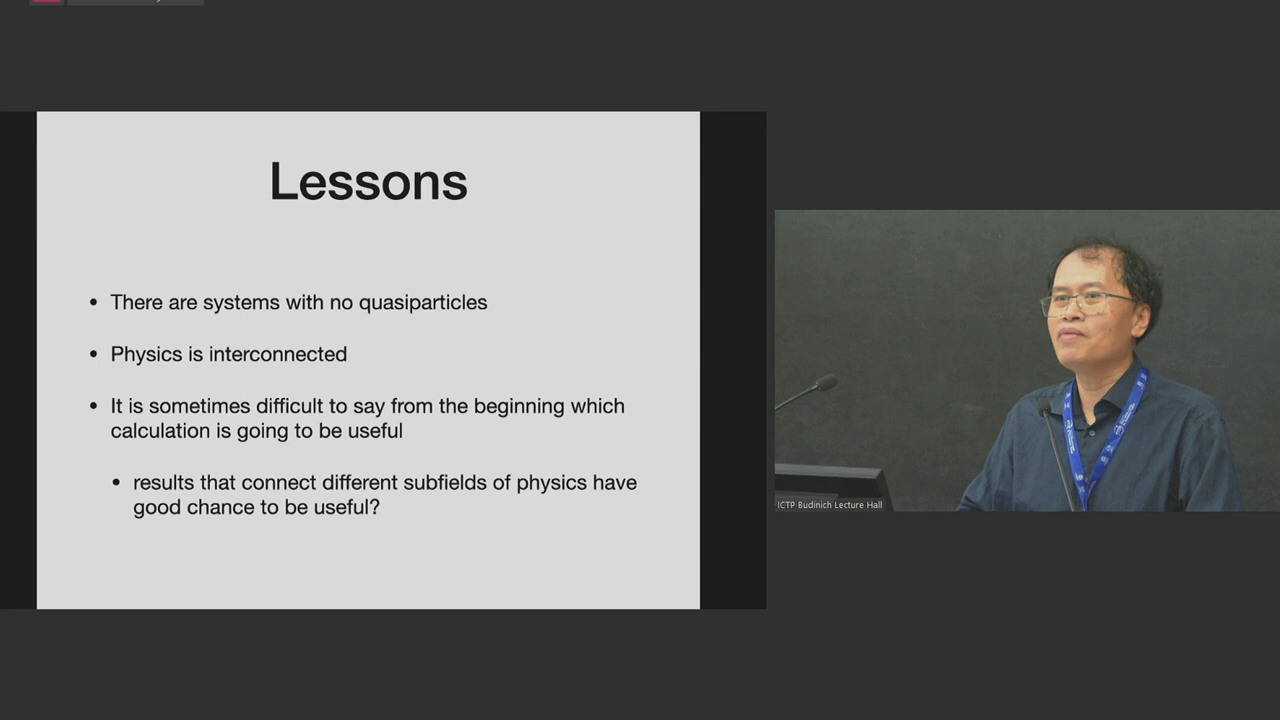 Lessons
• There are systems with no quasiparticles
• Physics is interconnected
• It is sometimes difficult to say from the beginning which
calculation is going to be useful
• results that connect different subfields of physics have
good chance to be useful?
ICTP Budinich Lecture Hall